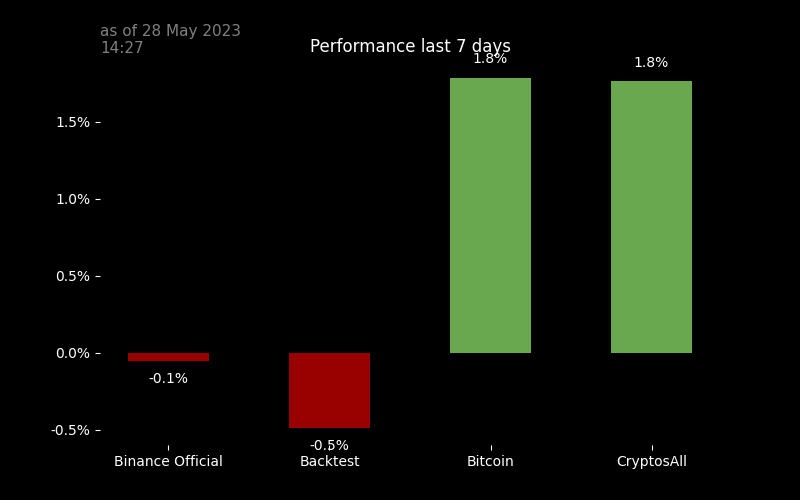 as of 28 May 2023
14:27
Performance last 7 days
1.8%
1.8%
1.5%
1.0%
0.5%
0.0%
-0.1%
-0.5%
-0.5%
Binance Official
Backtest
Bitcoin
CryptosAll